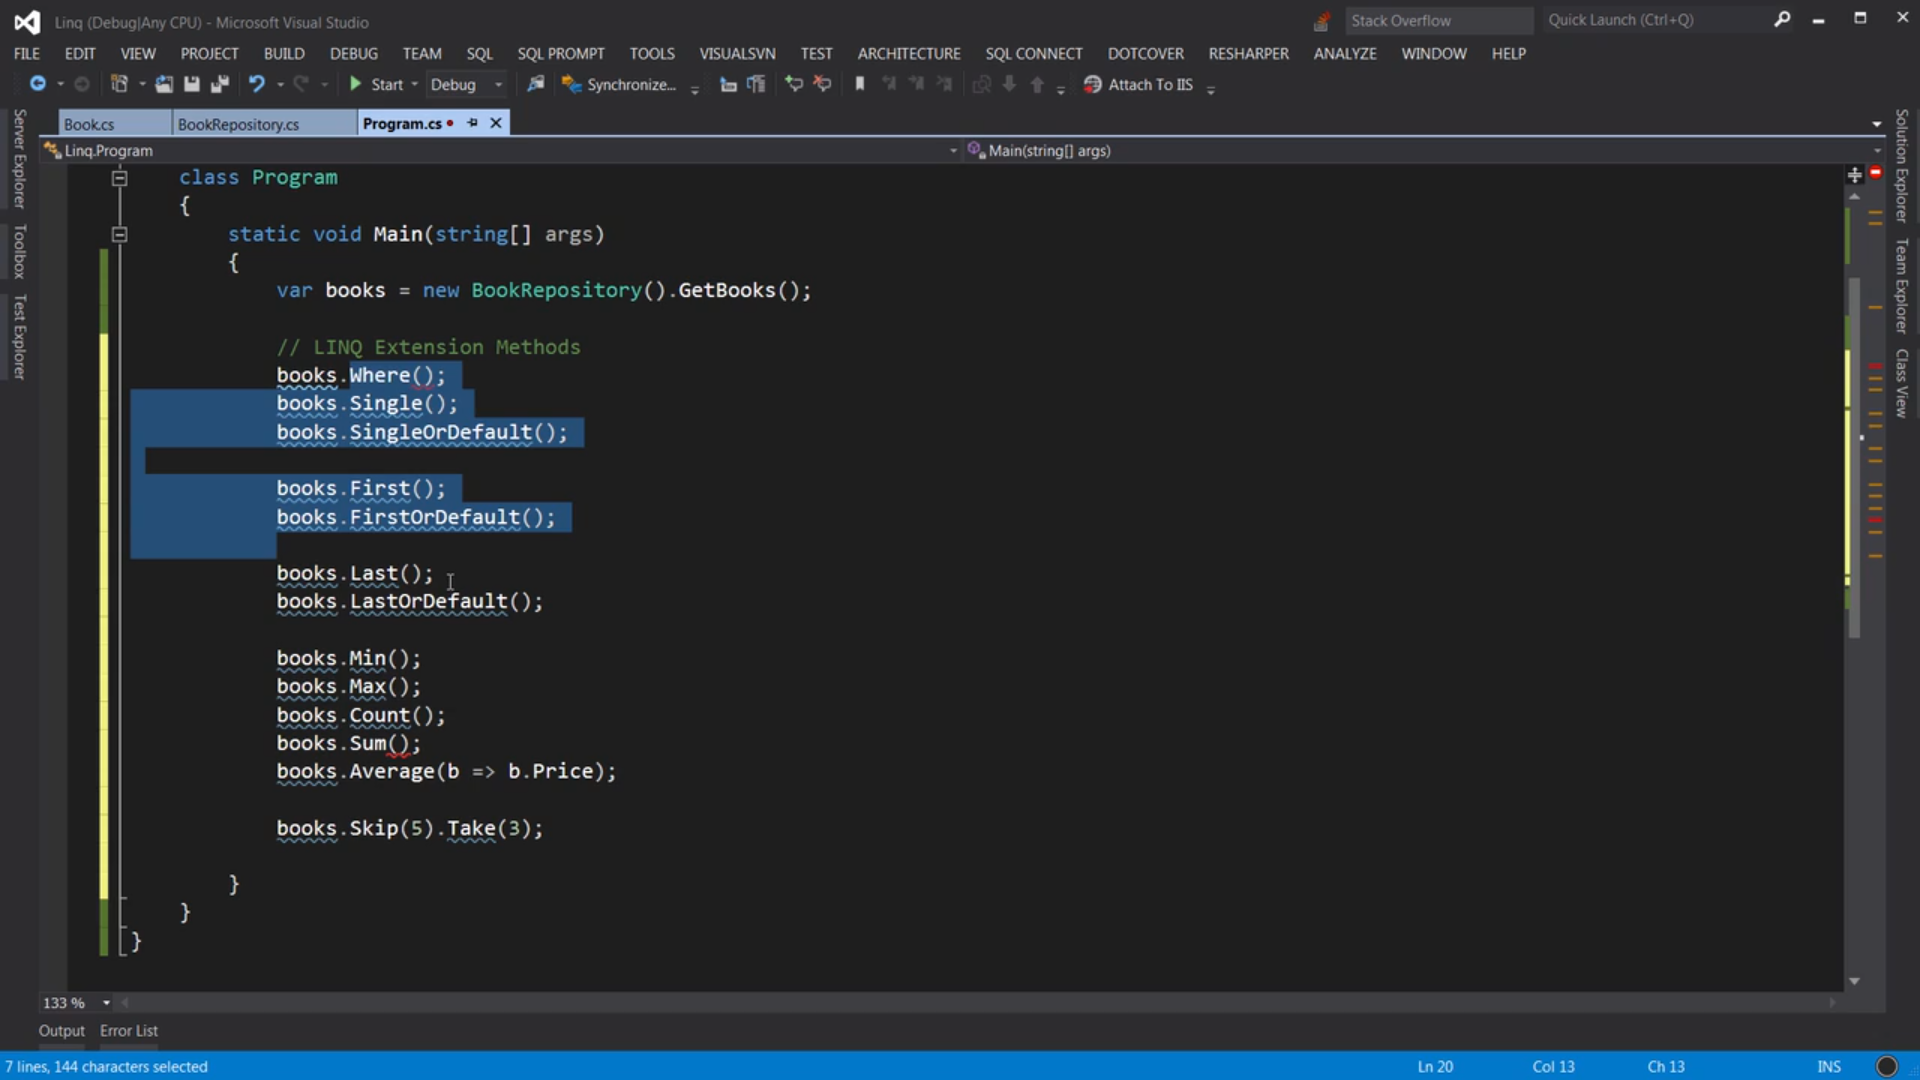 Linq (Debug|Any CPU) - Microsoft Visual Studio
Stack Overflow
Quick Launch (Ctrl+Q)
FILE EDIT VIEW PROJECT BUILD DEBUG TEAM SQL SQL PROMPT TOOLS VISUALSVN TEST ARCHITECTURE SQL CONNECT DOTCOVER RESHARPER ANALYZE WINDOW HELP
Start Debug Synchronize... Attach To IIS
Server Explorer
Toolbox
Test Explorer
Book.cs BookRepository.cs Program.cs
Linq.Program Main(string[] args)
class Program
{
static void Main(string[] args)
{
var books = new BookRepository().GetBooks();
// LINQ Extension Methods
books.Where();
books.Single();
books.SingleOrDefault();
books.First();
books.FirstOrDefault();
books.Last();
books.LastOrDefault();
books.Min();
books.Max();
books.Count();
books.Sum();
books.Average(b => b.Price);
books.Skip(5).Take(3);
}
}
}
Solution Explorer
Team Explorer
Class View
133 %
Output Error List
7 lines, 144 characters selected Ln 20 Col 13 Ch 13 INS